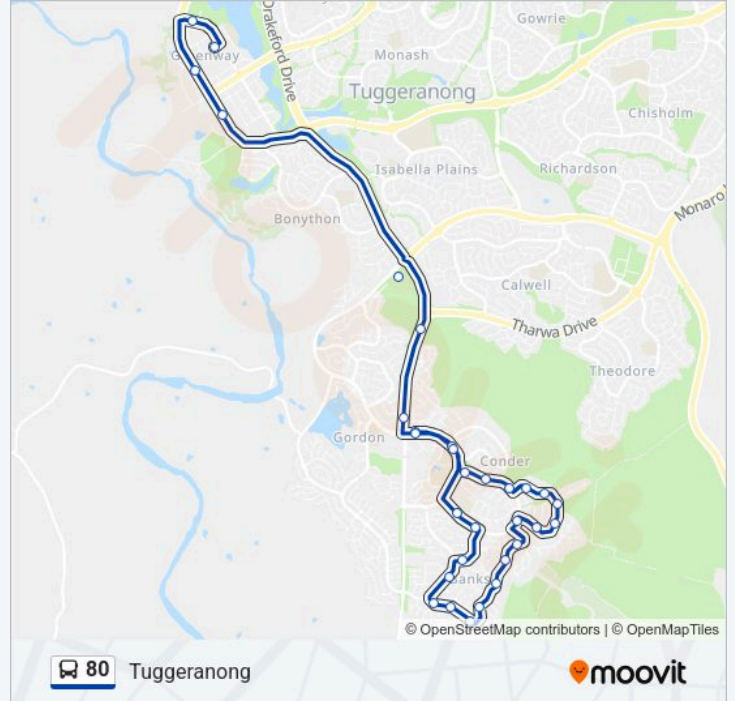 Gowrie
Drakeford Drive
Greenway
Monash
Tuggeranong
Chisholm
Isabella Plains
Richardson
Monaro
Bonython
Calwell
Tharwa Drive
Theodore
Gordon
Conder
Banks
© OpenStreetMap contributors | © OpenMapTiles
80
Tuggeranong
moovit